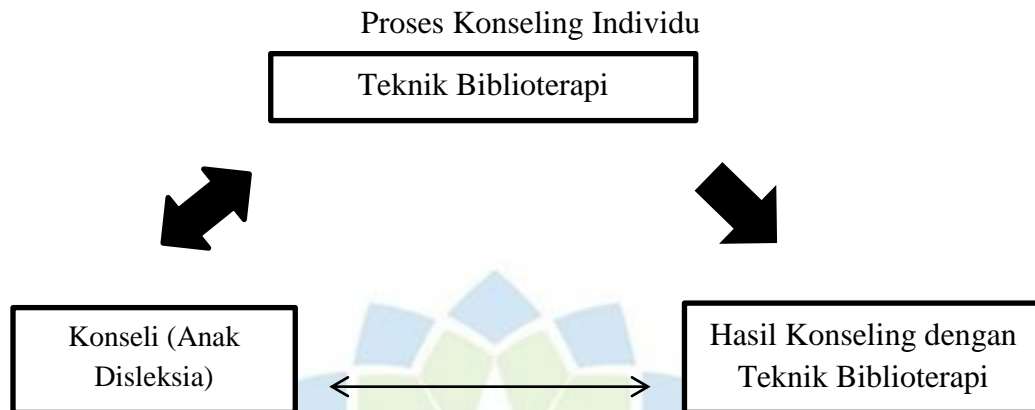 Proses Konseling Individu
Teknik Biblioterapi
Konseli (Anak
Disleksia)
Hasil Konseling dengan
Teknik Biblioterapi